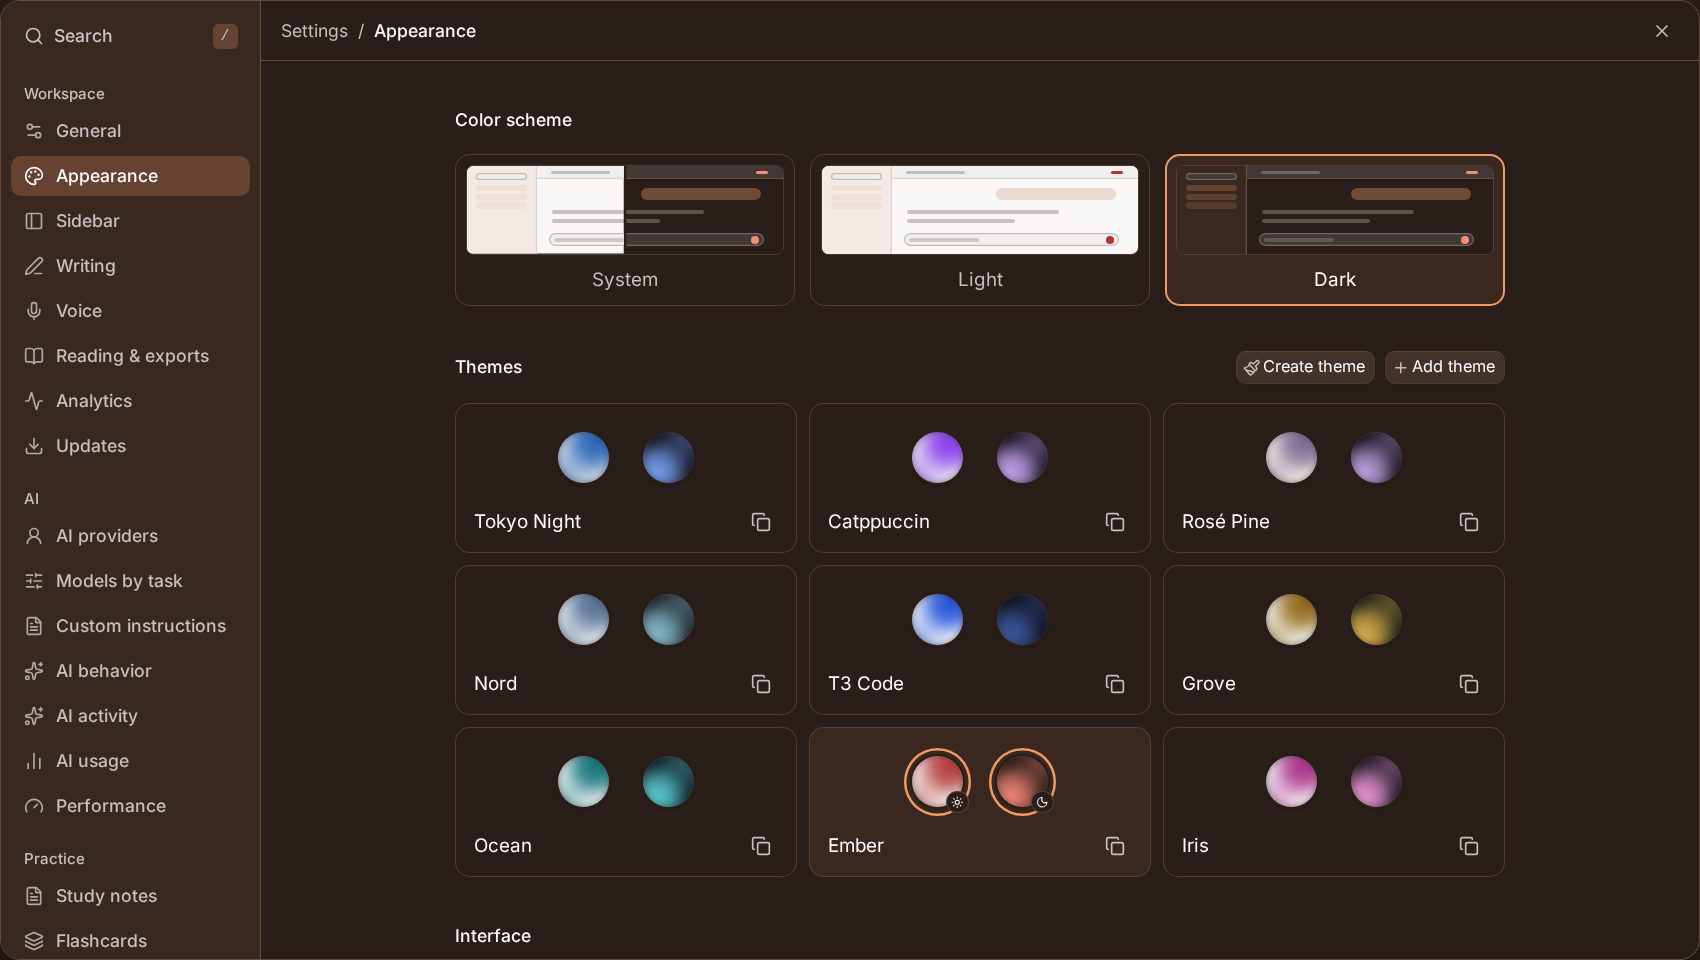 Search /
Workspace
General
Appearance
Sidebar
Writing
Voice
Reading & exports
Analytics
Updates
AI
AI providers
Models by task
Custom instructions
AI behavior
AI activity
AI usage
Performance
Practice
Study notes
Flashcards
Settings / Appearance
Color scheme
System
Light
Dark
Themes
Create theme
Add theme
Tokyo Night
Catppuccin
Rosé Pine
Nord
T3 Code
Grove
Ocean
Ember
Iris
Interface